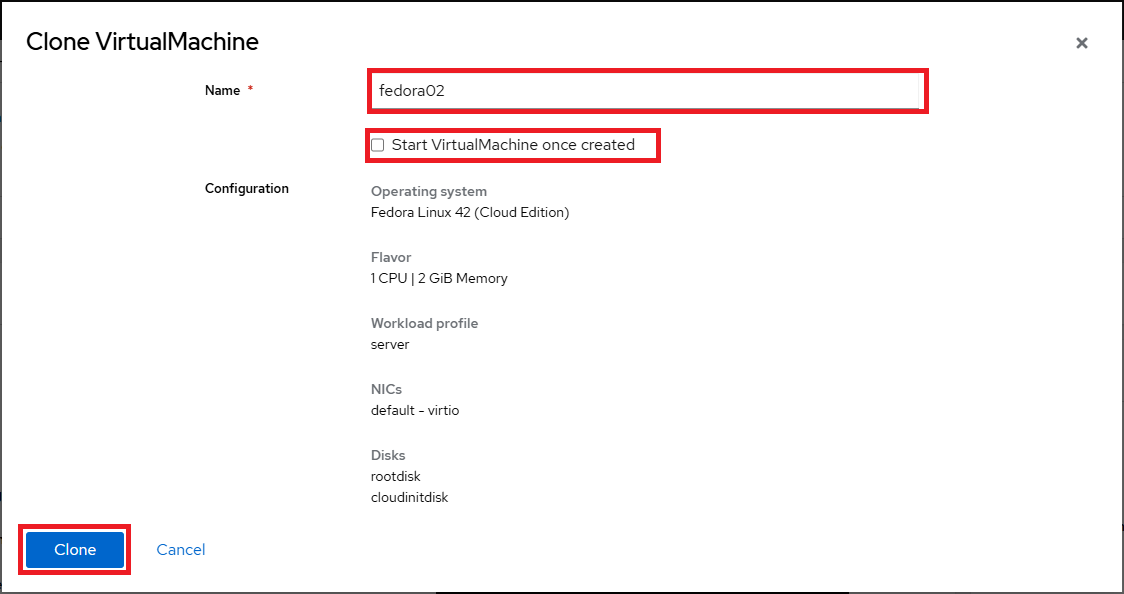 Clone VirtualMachine
Name *
fedora02
Start VirtualMachine once created
Configuration
Operating system
Fedora Linux 42 (Cloud Edition)
Flavor
1 CPU | 2 GiB Memory
Workload profile
server
NICs
default - virtio
Disks
rootdisk
cloudinitdisk
Clone
Cancel